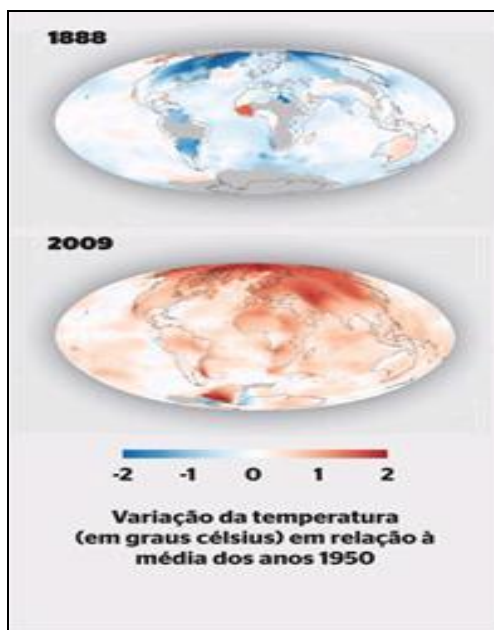 1888
2009
-2 -1 0 1 2
Variação da temperatura
(em graus célsius) em relação à
média dos anos 1950